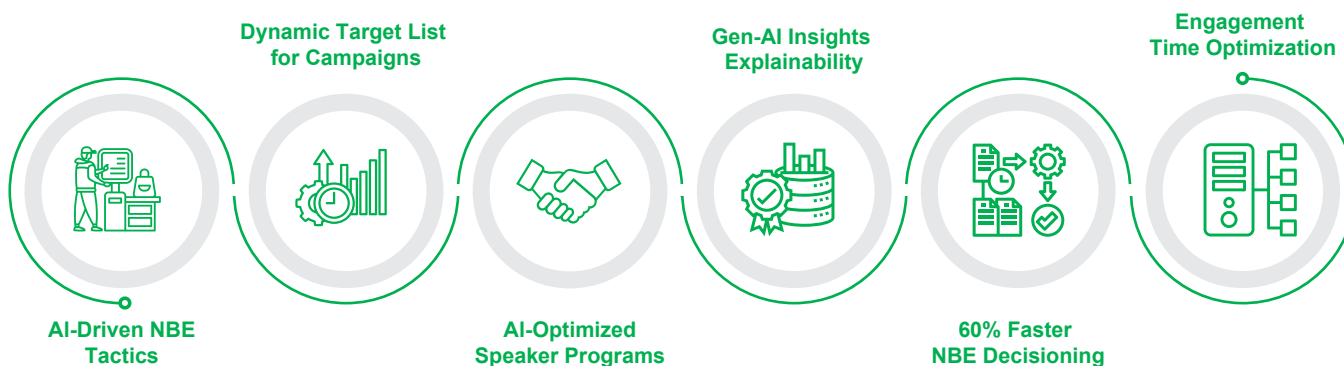 AI-Driven NBE
Tactics
Dynamic Target List
for Campaigns
AI-Optimized
Speaker Programs
Gen-AI Insights
Explainability
60% Faster
NBE Decisioning
Engagement
Time Optimization